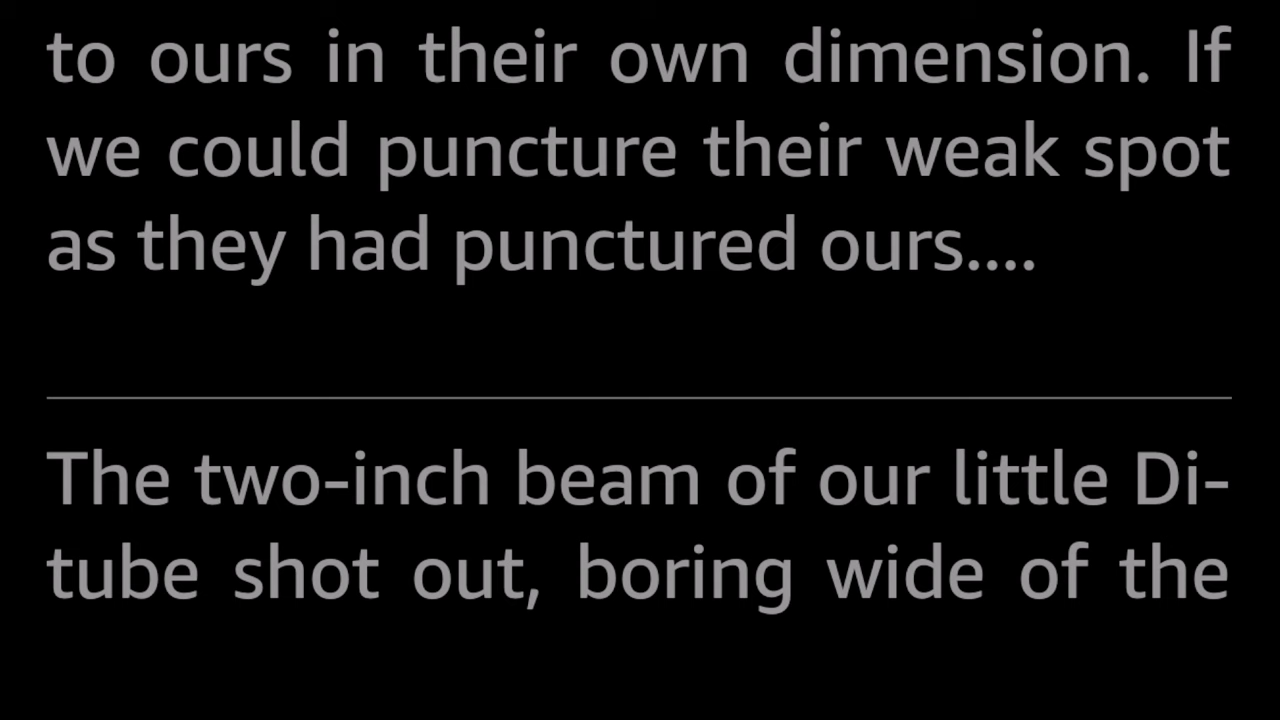 to ours in their own dimension. If
we could puncture their weak spot
as they had punctured ours....
The two-inch beam of our little Di-
tube shot out, boring wide of the